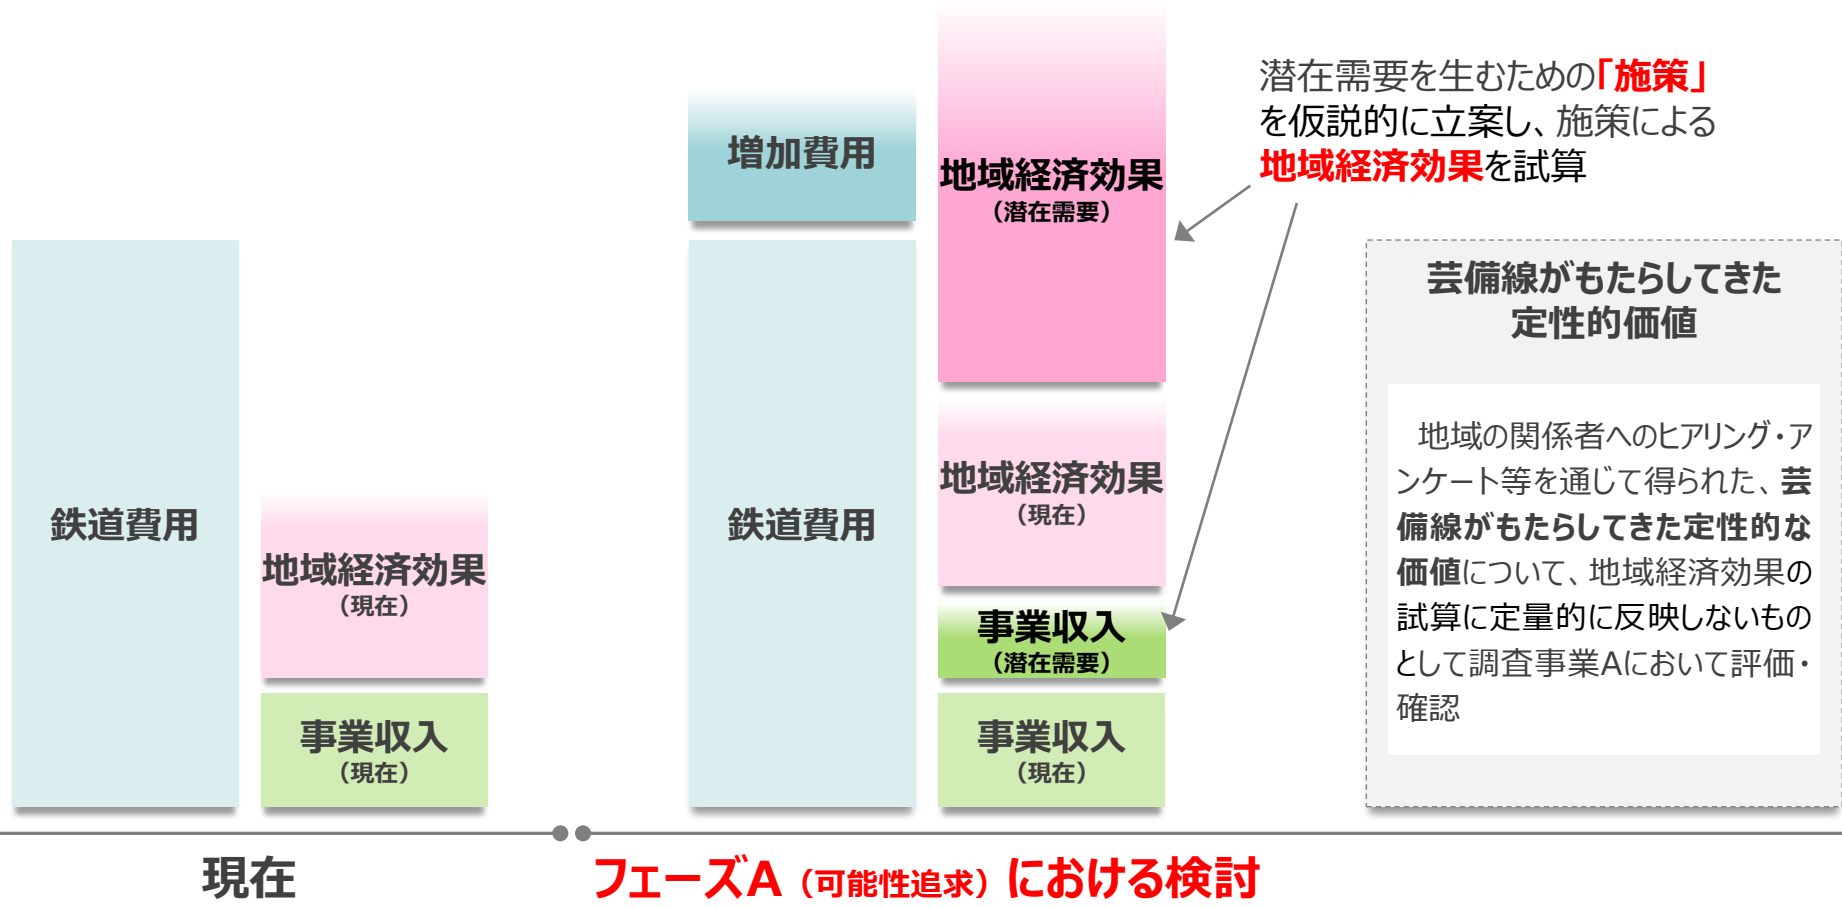 鉄道費用
地域経済効果
（現在）
事業収入
（現在）
現在
増加費用
鉄道費用
地域経済効果
（潜在需要）
地域経済効果
（現在）
事業収入
（潜在需要）
事業収入
（現在）
フェーズA（可能性追求）における検討
潜在需要を生むための「施策」
を仮説的に立案し、施策による
地域経済効果を試算
芸備線がもたらしてきた
定性的価値
地域の関係者へのヒアリング・ア
ンケート等を通じて得られた、芸
備線がもたらしてきた定性的な
価値について、地域経済効果の
試算に定量的に反映しないもの
として調査事業Aにおいて評価・
確認